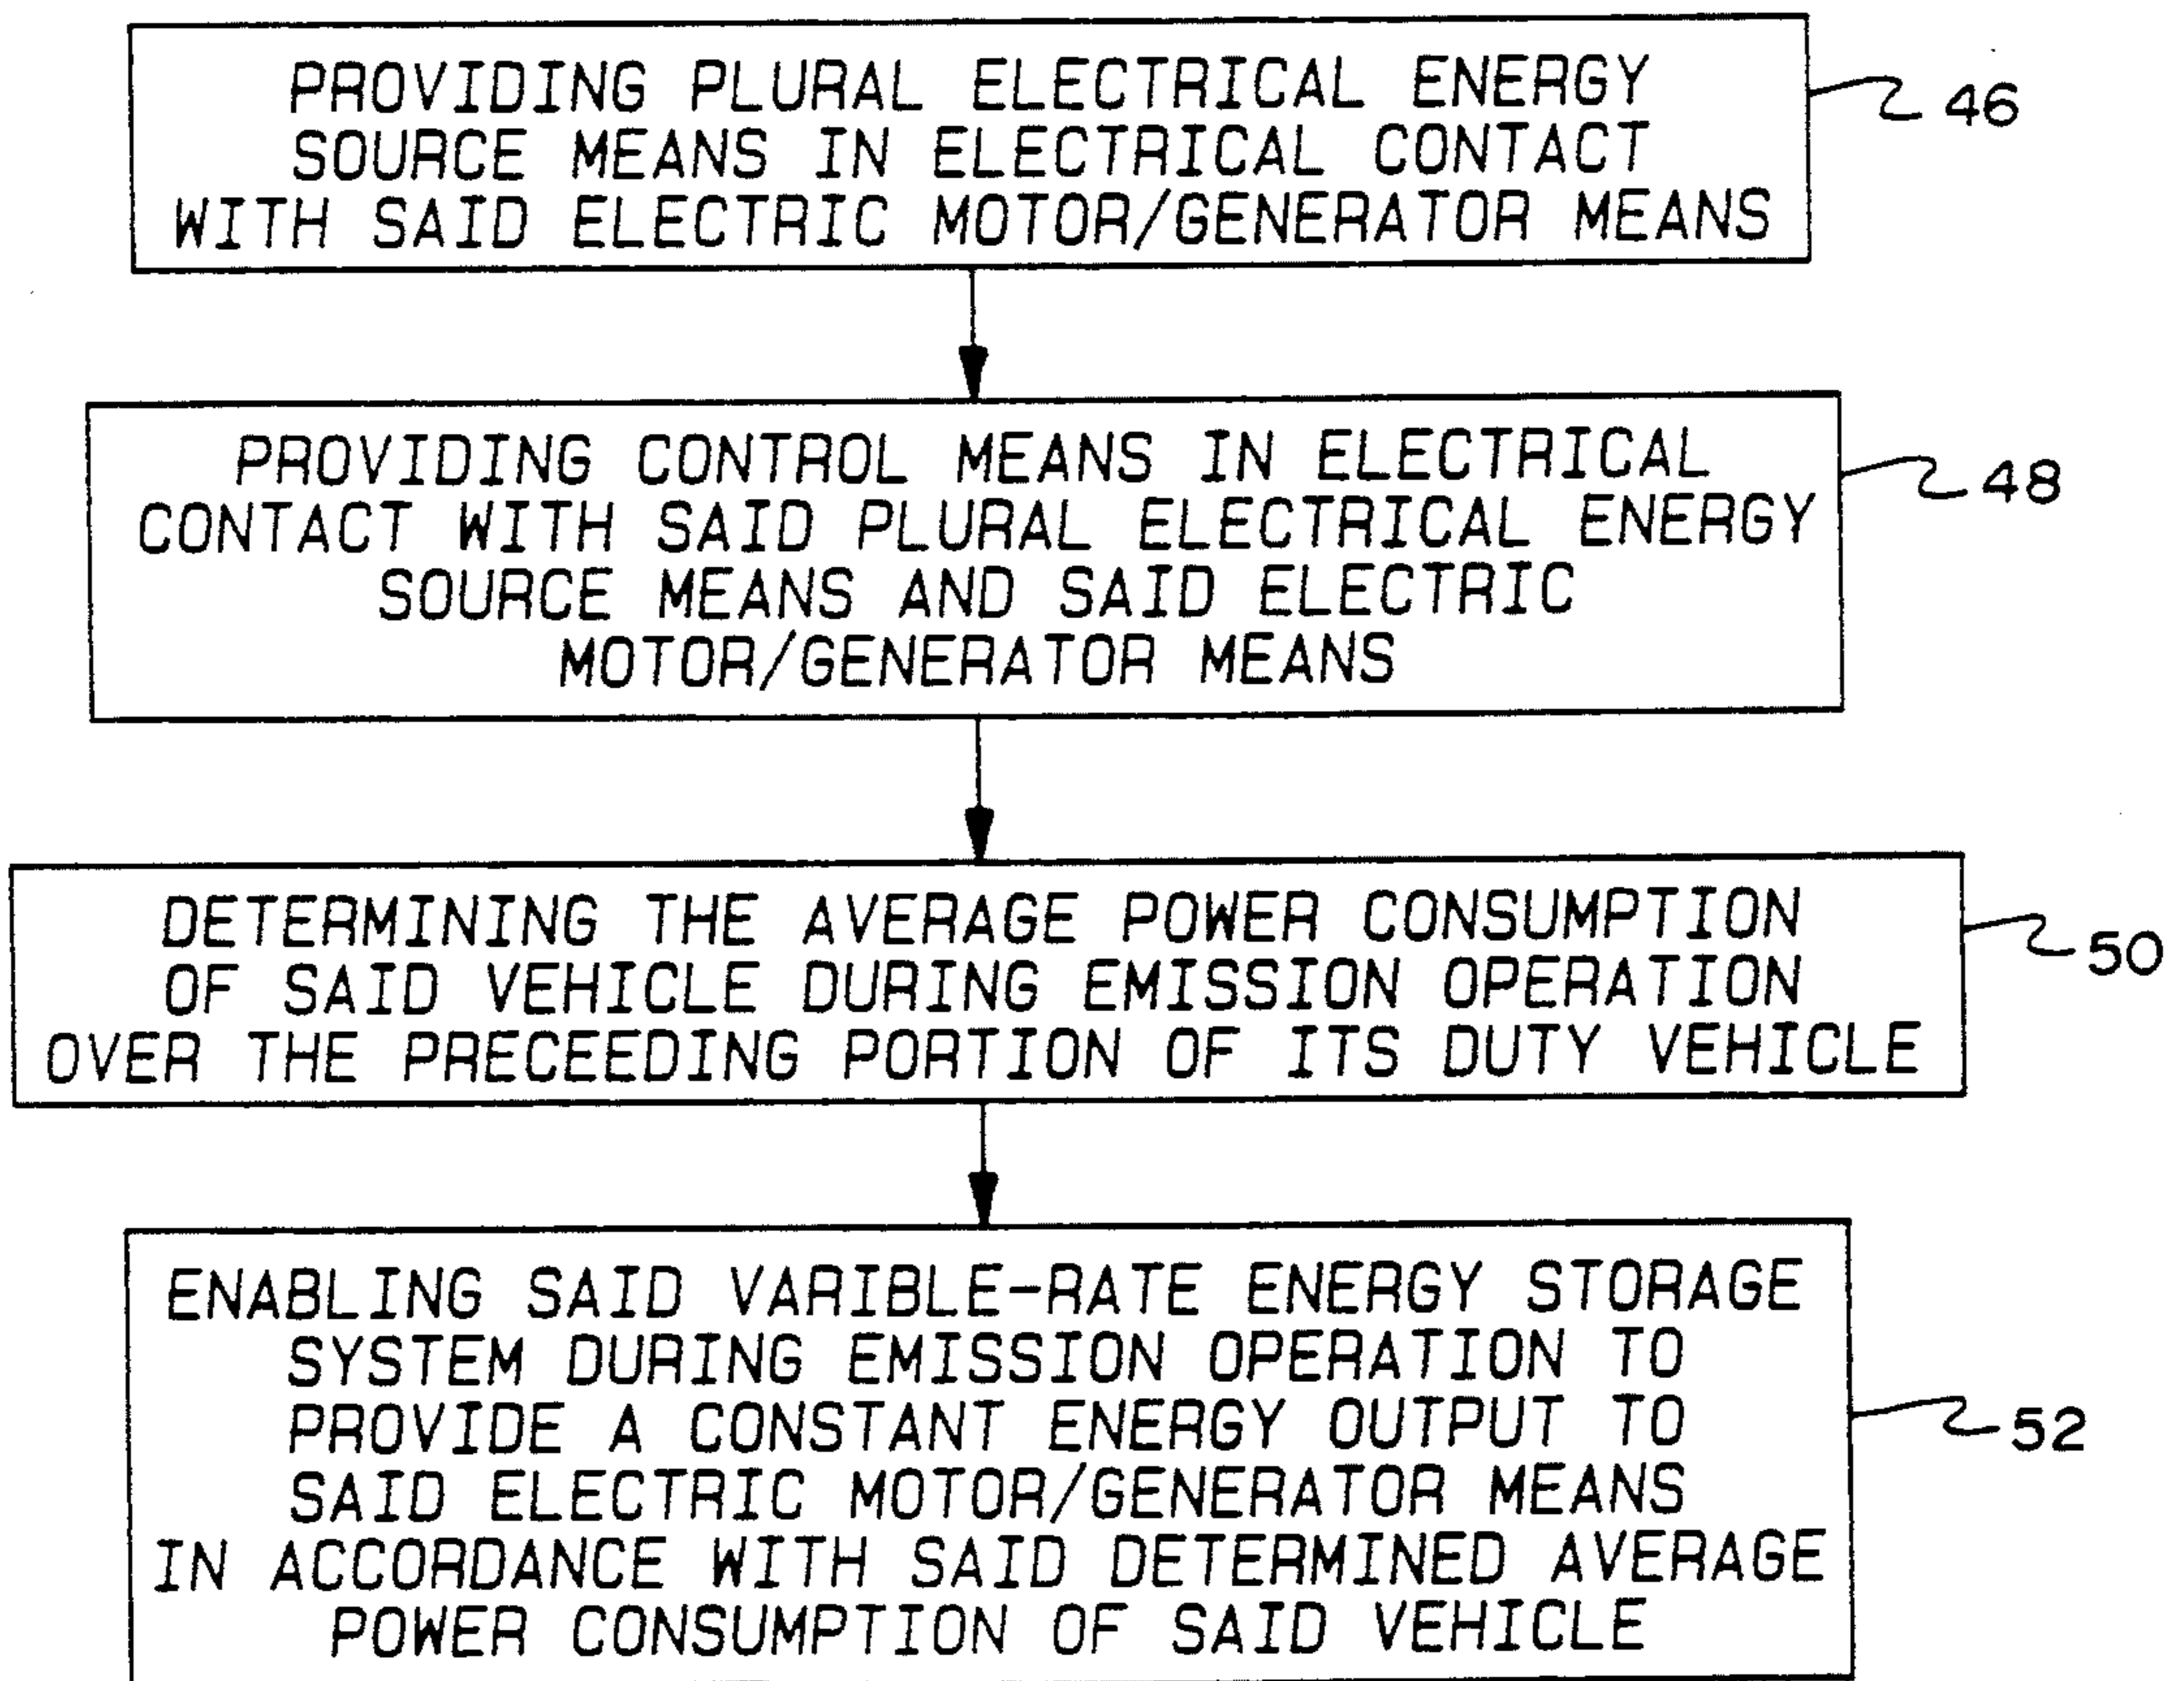 PROVIDING PLURAL ELECTRICAL ENERGY
SOURCE MEANS IN ELECTRICAL CONTACT
WITH SAID ELECTRIC MOTOR/GENERATOR MEANS
46
PROVIDING CONTROL MEANS IN ELECTRICAL
CONTACT WITH SAID PLURAL ELECTRICAL ENERGY
SOURCE MEANS AND SAID ELECTRIC
MOTOR/GENERATOR MEANS
48
DETERMINING THE AVERAGE POWER CONSUMPTION
OF SAID VEHICLE DURING EMISSION OPERATION
OVER THE PRECEEDING PORTION OF ITS DUTY VEHICLE
50
ENABLING SAID VARIBLE-RATE ENERGY STORAGE
SYSTEM DURING EMISSION OPERATION TO
PROVIDE A CONSTANT ENERGY OUTPUT TO
SAID ELECTRIC MOTOR/GENERATOR MEANS
IN ACCORDANCE WITH SAID DETERMINED AVERAGE
POWER CONSUMPTION OF SAID VEHICLE
52